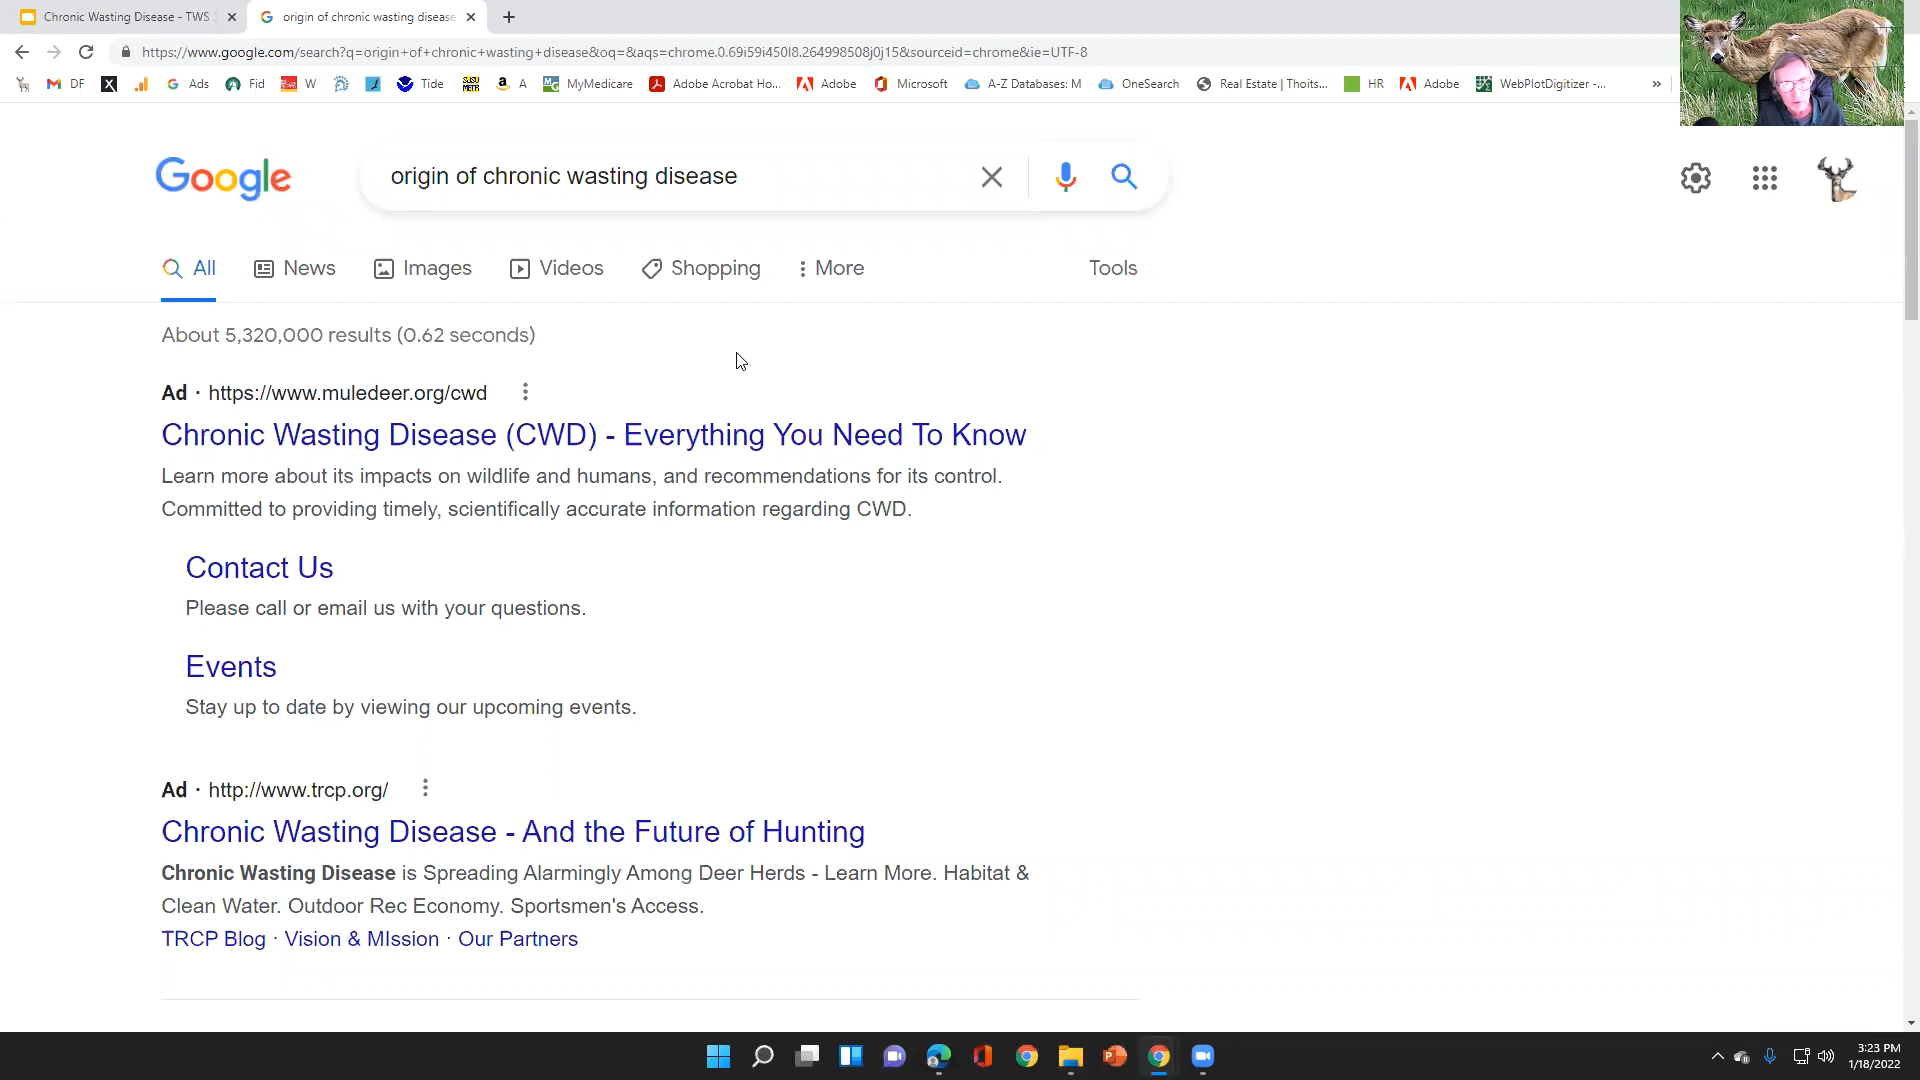 Chronic Wasting Disease - TWS
origin of chronic wasting disease
https://www.google.com/search?q=origin+of+chronic+wasting+disease&oq=&aqs=chrome.0.69i59i450l8.264998508j0j15&sourceid=chrome&ie=UTF-8
DF
Ads
Fid
W
Tide
SUSU METR
A
MyMedicare
Adobe Acrobat Ho...
Adobe
Microsoft
A-Z Databases: M
OneSearch
Real Estate | Thoits...
HR
Adobe
WebPlotDigitizer -...
»
Google
origin of chronic wasting disease
All
News
Images
Videos
Shopping
More
Tools
About 5,320,000 results (0.62 seconds)
Ad · https://www.muledeer.org/cwd
Chronic Wasting Disease (CWD) - Everything You Need To Know
Learn more about its impacts on wildlife and humans, and recommendations for its control.
Committed to providing timely, scientifically accurate information regarding CWD.
Contact Us
Please call or email us with your questions.
Events
Stay up to date by viewing our upcoming events.
Ad · http://www.trcp.org/
Chronic Wasting Disease - And the Future of Hunting
Chronic Wasting Disease is Spreading Alarmingly Among Deer Herds - Learn More. Habitat &
Clean Water. Outdoor Rec Economy. Sportsmen's Access.
TRCP Blog · Vision & MIssion · Our Partners
3:23 PM
1/18/2022